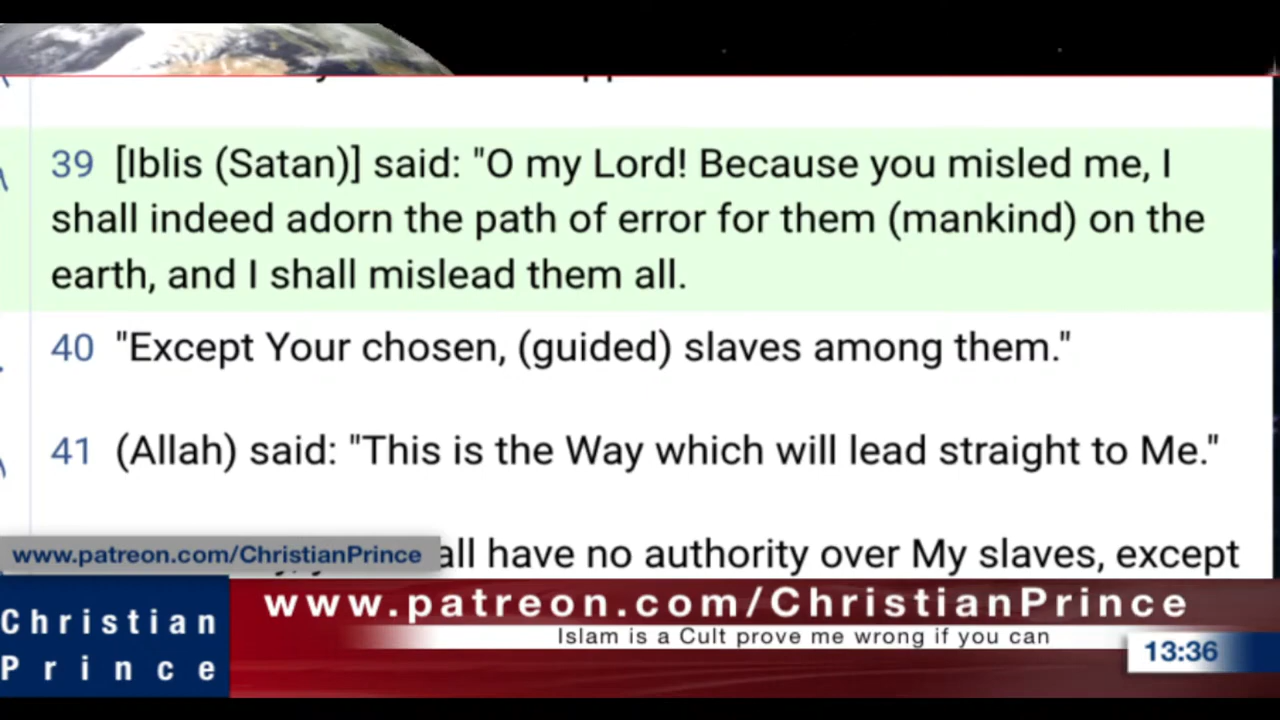 39 [Iblis (Satan)] said: "O my Lord! Because you misled me, I
shall indeed adorn the path of error for them (mankind) on the
earth, and I shall mislead them all.
40 "Except Your chosen, (guided) slaves among them."
41 (Allah) said: "This is the Way which will lead straight to Me."
all have no authority over My slaves, except
www.patreon.com/ChristianPrince
Christian
Prince
www.patreon.com/ChristianPrince
Islam is a Cult prove me wrong if you can
13:36